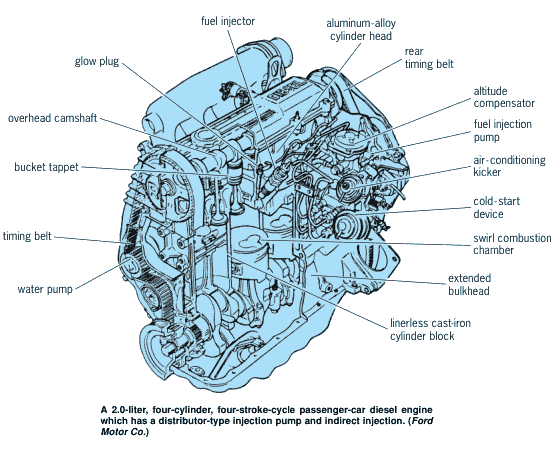 fuel injector
aluminum-alloy
cylinder head
rear
timing belt
glow plug
altitude
compensator
overhead camshaft
fuel injection
pump
bucket tappet
air-conditioning
kicker
cold-start
device
timing belt
swirl combustion
chamber
water pump
extended
bulkhead
linerless cast-iron
cylinder block
A 2.0-liter, four-cylinder, four-stroke-cycle passenger-car diesel engine
which has a distributor-type injection pump and indirect injection. (Ford
Motor Co.)